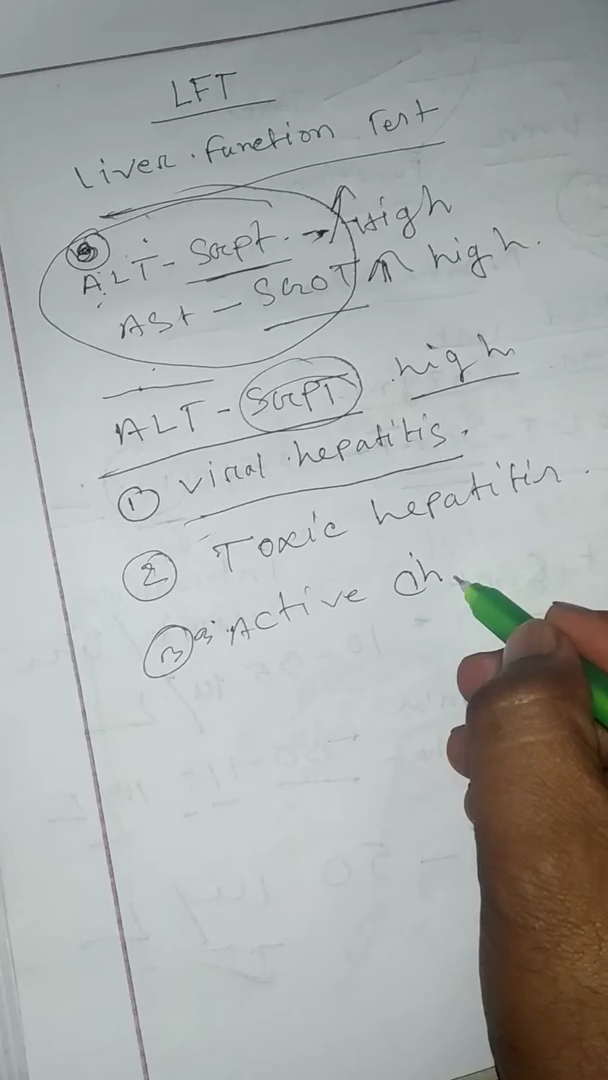 LFT
Liver.Function Test
ALT-SGPT.→↑High
AST-SGOT ↑ high.
ALT-SGPT high
① Viral hepatitis.
② Toxic hepatitis.
③ Active Ch